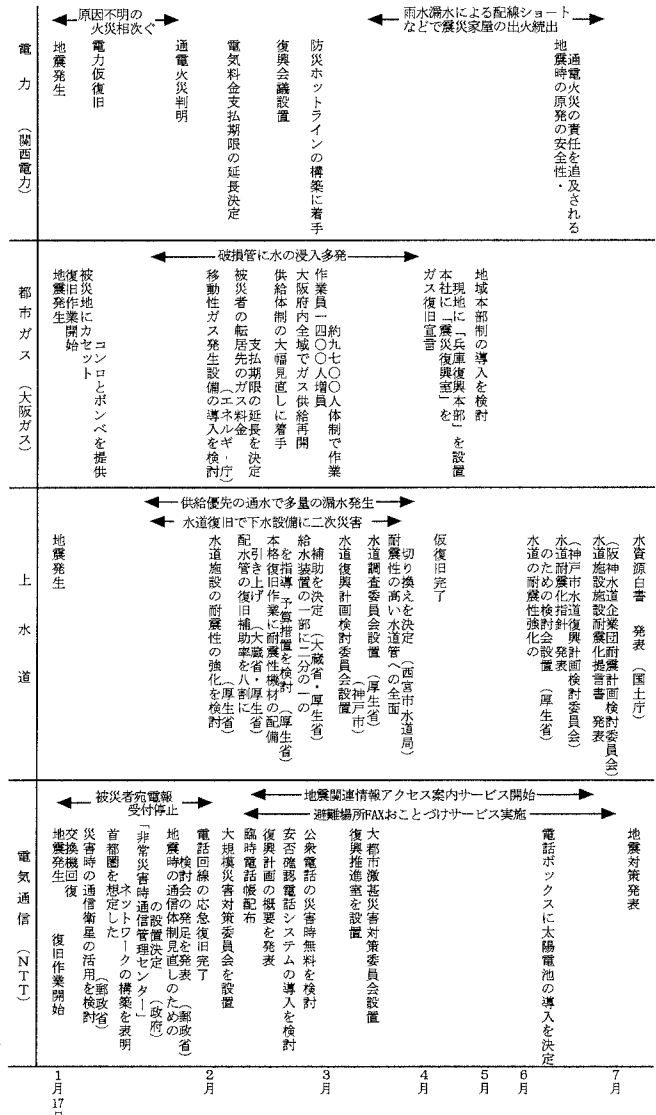 電力 (関西電力)
原因不明の
火災相次ぐ
雨水漏水による配線ショート
などで罹災家屋の出火続出
地震発生
電力仮復旧
通電火災判明
電気料金支払期限の延長決定
復興会議設置
防災ホットラインの構築に着手
地震時の原発の安全性・
通電火災の責任を追及される
都市ガス (大阪ガス)
破損管に水の浸入多発
地震発生
復旧作業開始
被災地にカセット
コンロとボンベを提供
移動性ガス発生設備の導入を検討
(エネルギ-庁)
被災者の転居先のガス料金
支払期限の延長を決定
供給体制の大幅見直しに着手
大阪府内全域でガス供給再開
作業員一四〇〇人増員
約九七〇〇人体制で作業
ガス復旧宣言
本社に「震災復興室」を
現地に「兵庫復興本部」を設置
地域本部制の導入を検討
上水道
供給優先の通水で多量の漏水発生
水道復旧で下水設備に二次災害
地震発生
水道施設の耐震性の強化を検討
(厚生省)
配水管の復旧補助率を八割に
引き上げ (大蔵省・厚生省)
本格復旧作業に耐震性機材の配備
を指導 予算措置を検討 (厚生省)
給水装置の一部に二分の一の
補助を決定 (大蔵省・厚生省)
水道復興計画検討委員会設置
(神戸市)
水道調査委員会設置 (厚生省)
耐震性の高い水道管への全面
切り換えを決定 (西宮市水道局)
仮復旧完了
水道の耐震性強化の
ための検討会設置 (厚生省)
水道耐震化指針 発表
(神戸市水道復興計画検討委員会)
水道施設施設耐震化提言書 発表
(阪神水道企業団耐震計画検討委員会)
水資源白書 発表 (国土庁)
電気通信 (NTT)
被災者宛電報
受付停止
地震関連情報アクセス案内サービス開始
避難場所FAXおことづけサービス実施
地震発生 復旧作業開始
交換機回復
災害時の通信衛星の活用を検討
(郵政省)
首都圏を想定した
ネットワークの構築を表明
「非常災害時通信管理センター」
の設置決定 (政府)
地震時の通信体制見直しのための
検討会の発足を発表 (郵政省)
電話回線の応急復旧完了
大規模災害対策委員会を設置
臨時電話帳配布
復興計画の概要を発表
安否確認電話システムの導入を検討
公衆電話の災害時無料を検討
復興推進室を設置
大都市激甚災害対策委員会設置
電話ボックスに太陽電池の導入を決定
地震対策発表
1月17日
2月
3月
4月
5月
6月
7月